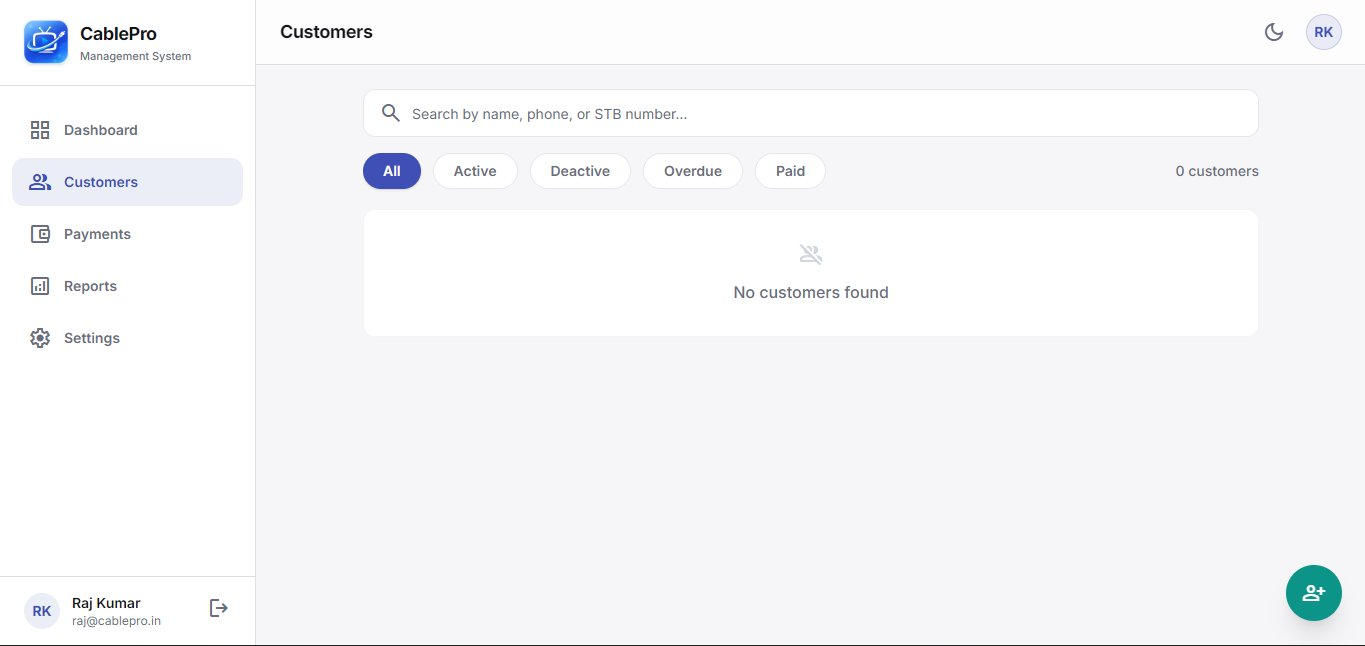 CablePro
Management System
Dashboard
Customers
Payments
Reports
Settings
RK
Raj Kumar
raj@cablepro.in
Customers
RK
Search by name, phone, or STB number...
All
Active
Deactive
Overdue
Paid
0 customers
No customers found